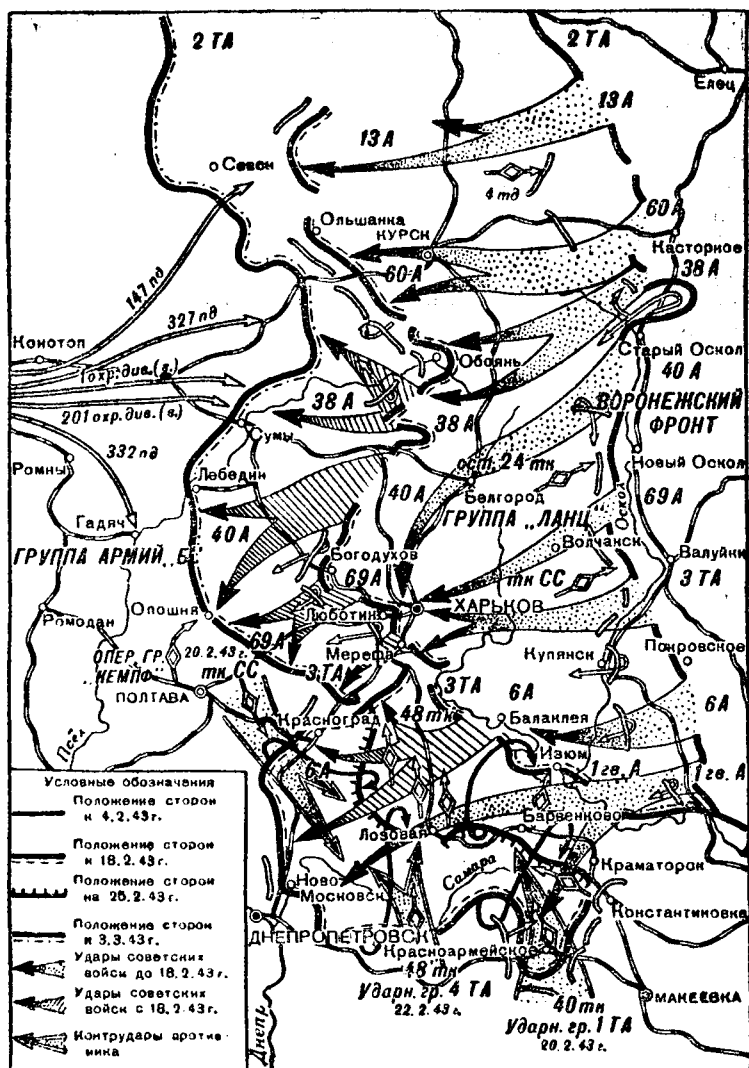 2 ТА
2 ТА
Елец
13 А
13 А
Севск
4 тд
60 А
Ольшанка
КУРСК
Касторное
60 А
38 А
147 пд
327 пд
Конотоп
Обоянь
Старый Оскол
1 охр. див. (я.)
40 А
201 охр. див. (я.)
38 А
38 А
ВОРОНЕЖСКИЙ
ФРОНТ
332 пд
Сумы
Ромны
ост. 24 тк
Новый Оскол
Лебедин
Белгород
40 А
69 А
Оскол
Гадяч
ГРУППА „ЛАНЦ"
40 А
Волчанск
Валуйки
ГРУППА АРМИЙ „Б"
Богодухов
69 А
тк СС
3 ТА
Опошня
Люботин
ХАРЬКОВ
Ромодан
69 А
Мерефа
ОПЕР. ГР.
КЕМПФ
20.2.43 г.
тк СС
3 ТА
Купянск
Покровское
ПОЛТАВА
3 ТА
6 А
6 А
Псёл
Красноград
48 тк
Балаклея
Изюм
6 А
1 гв. А
1 гв. А
Лозовая
Барвенково
Самара
Краматорск
Ново-
Московск
Константиновка
ДНЕПРОПЕТРОВСК
Красноармейское
48 тк
Ударн. гр. 4 ТА
22.2.43 г.
40 тк
МАКЕЕВКА
Ударн. гр. 1 ТА
20.2.43 г.
Днепр
Условные обозначения
Положение сторон
к 4.2.43 г.
Положение сторон
к 18.2.43 г.
Положение сторон
на 25.2.43 г.
Положение сторон
к 3.3.43 г.
Удары советских
войск до 18.2.43 г.
Удары советских
войск с 18.2.43 г.
Контрудары против
ника